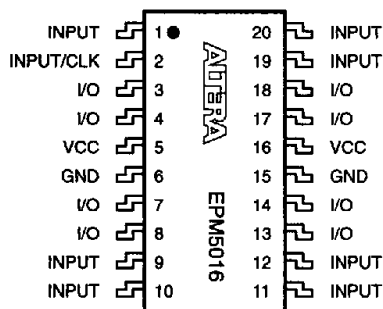 INPUT 1 20 INPUT
INPUT/CLK 2 19 INPUT
I/O 3 18 I/O
I/O 4 17 I/O
VCC 5 16 VCC
GND 6 15 GND
I/O 7 14 I/O
I/O 8 13 I/O
INPUT 9 12 INPUT
INPUT 10 11 INPUT
ALTERA
EPM5016